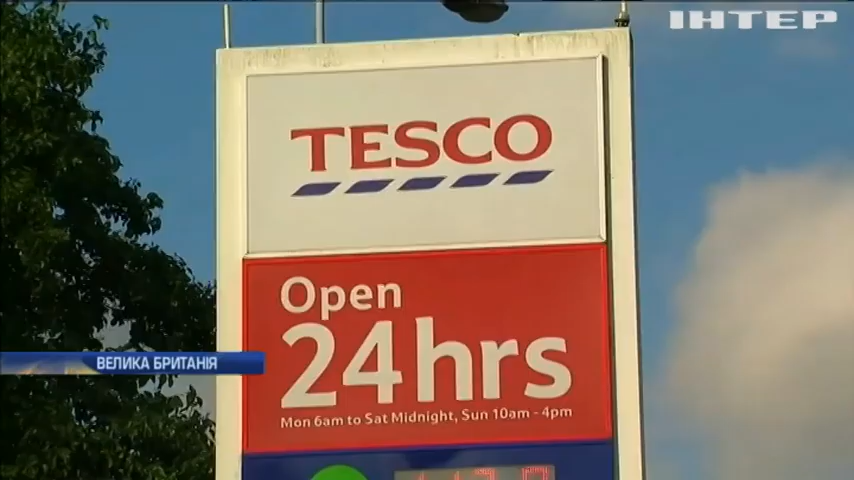 ІНТЕР
TESCO
Open
24hrs
Mon 6am to Sat Midnight, Sun 10am - 4pm
ВЕЛИКА БРИТАНІЯ